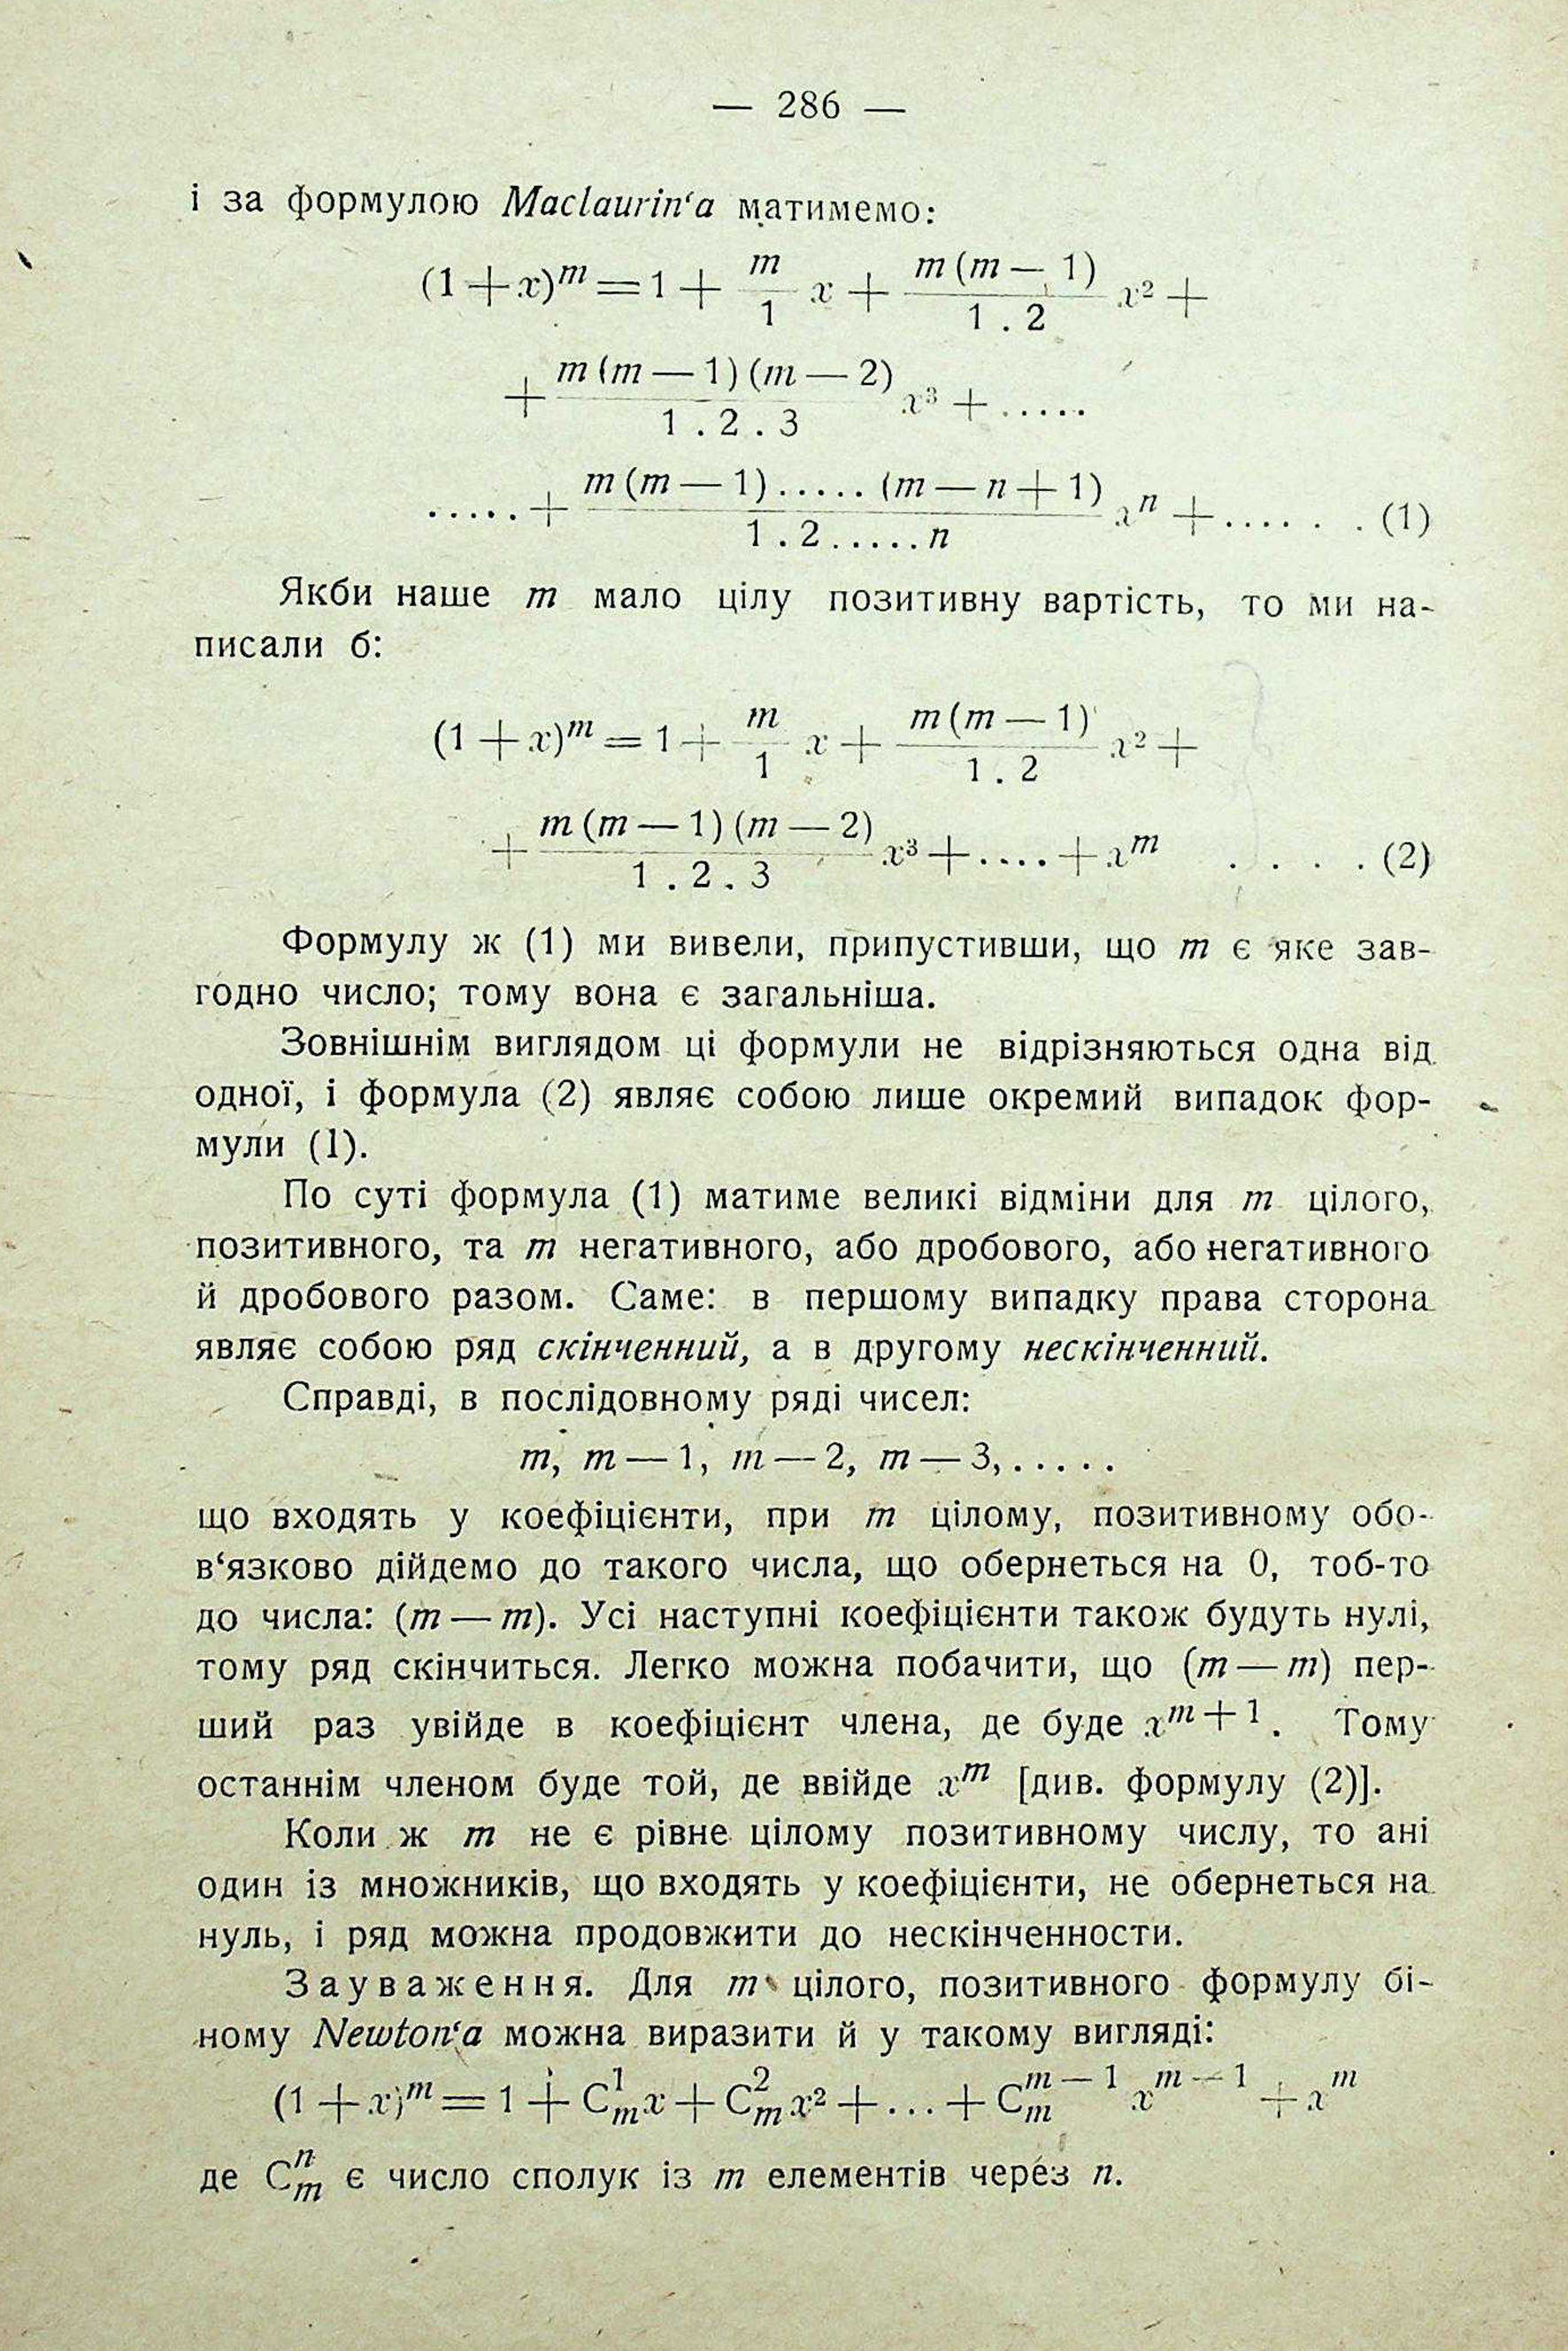 — 286 —
і за формулою Maclaurin‘a матимемо:
(1+x)^m = 1 + m/1 x + m(m — 1)/1 . 2 x² +
+ m(m — 1)(m — 2)/1 . 2 . 3 x³ + . . . . .
. . . . . + m(m — 1) . . . . . (m — n + 1)/1 . 2 . . . . . n x^n + . . . . . . . (1)
Якби наше m мало цілу позитивну вартість, то ми на-
писали б:
(1+x)^m = 1 + m/1 x + m(m — 1)/1 . 2 x² +
+ m(m — 1)(m — 2)/1 . 2 . 3 x³ + . . . . + x^m . . . . (2)
Формулу ж (1) ми вивели, припустивши, що m є яке зав-
годно число; тому вона є загальніша.
Зовнішнім виглядом ці формули не відрізняються одна від
одної, і формула (2) являє собою лише окремий випадок фор-
мули (1).
По суті формула (1) матиме великі відміни для m цілого,
позитивного, та m негативного, або дробового, або негативного
й дробового разом. Саме: в першому випадку права сторона
являє собою ряд скінченний, а в другому нескінченний.
Справді, в послідовному ряді чисел:
m, m — 1, m — 2, m — 3, . . . . .
що входять у коефіцієнти, при m цілому, позитивному обо-
в‘язково дійдемо до такого числа, що обернеться на 0, тоб-то
до числа: (m — m). Усі наступні коефіцієнти також будуть нулі,
тому ряд скінчиться. Легко можна побачити, що (m — m) пер-
ший раз увійде в коефіцієнт члена, де буде x^{m + 1}. Тому
останнім членом буде той, де ввійде x^m [див. формулу (2)].
Коли ж m не є рівне цілому позитивному числу, то ані
один із множників, що входять у коефіцієнти, не обернеться на
нуль, і ряд можна продовжити до нескінченности.
Зауваження. Для m цілого, позитивного формулу бі-
ному Newton‘a можна виразити й у такому вигляді:
(1 + x)^m = 1 + C_m^1 x + C_m^2 x² + . . . + C_m^{m — 1} x^{m — 1} + x^m
де C_m^n є число сполук із m елементів через n.